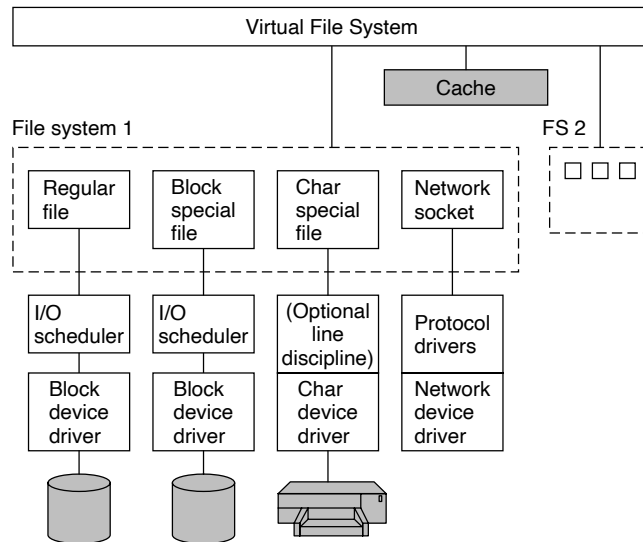 Virtual File System
Cache
File system 1
FS 2
Regular
file
Block
special
file
Char
special
file
Network
socket
I/O
scheduler
I/O
scheduler
(Optional
line
discipline)
Protocol
drivers
Block
device
driver
Block
device
driver
Char
device
driver
Network
device
driver